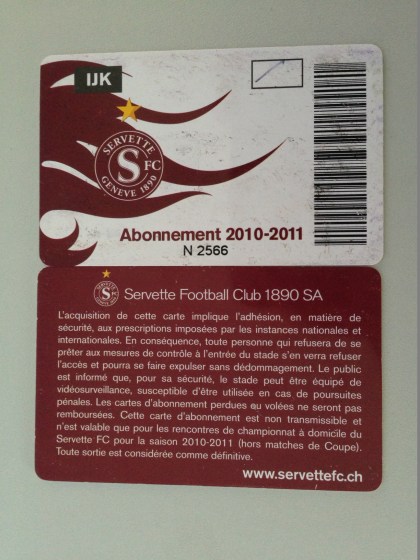 IJK
SERVETTE
FC
S
GENEVE 1890
Abonnement 2010-2011
N 2566
Servette Football Club 1890 SA
L'acquisition de cette carte implique l'adhésion, en matière de
sécurité, aux prescriptions imposées par les instances nationales et
internationales. En conséquence, toute personne qui refusera de se
prêter aux mesures de contrôle à l'entrée du stade s'en verra refuser
l'accès et pourra se faire expulser sans dédommagement. Le public
est informé que, pour sa sécurité, le stade peut être équipé de
vidéosurveillance, susceptible d'être utilisée en cas de poursuites
pénales. Les cartes d'abonnement perdues au volées ne seront pas
remboursées. Cette carte d'abonnement est non transmissible et
n'est valable que pour les rencontres de championnat à domicile du
Servette FC pour la saison 2010-2011 (hors matches de Coupe).
Toute sortie est considérée comme définitive.
www.servettefc.ch